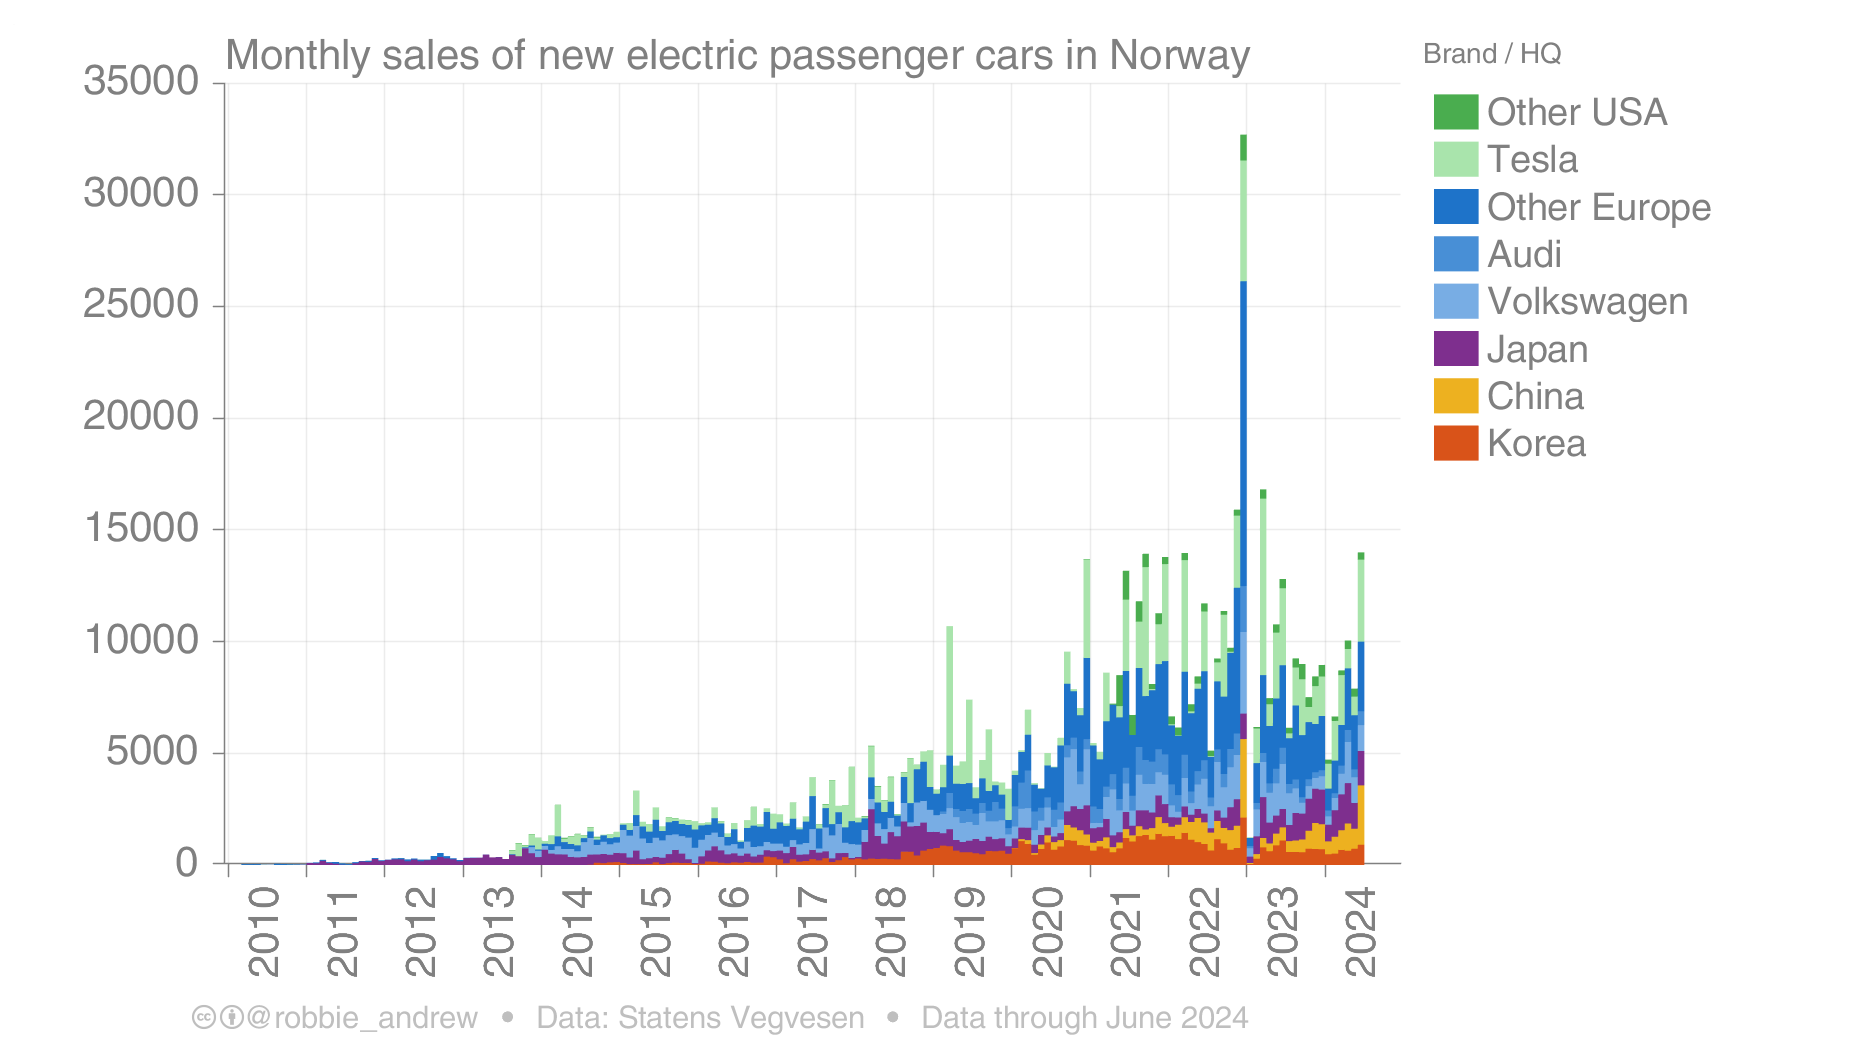 Monthly sales of new electric passenger cars in Norway
Brand / HQ
Other USA
Tesla
Other Europe
Audi
Volkswagen
Japan
China
Korea
35000
30000
25000
20000
15000
10000
5000
0
2010
2011
2012
2013
2014
2015
2016
2017
2018
2019
2020
2021
2022
2023
2024
cc @robbie_andrew • Data: Statens Vegvesen • Data through June 2024